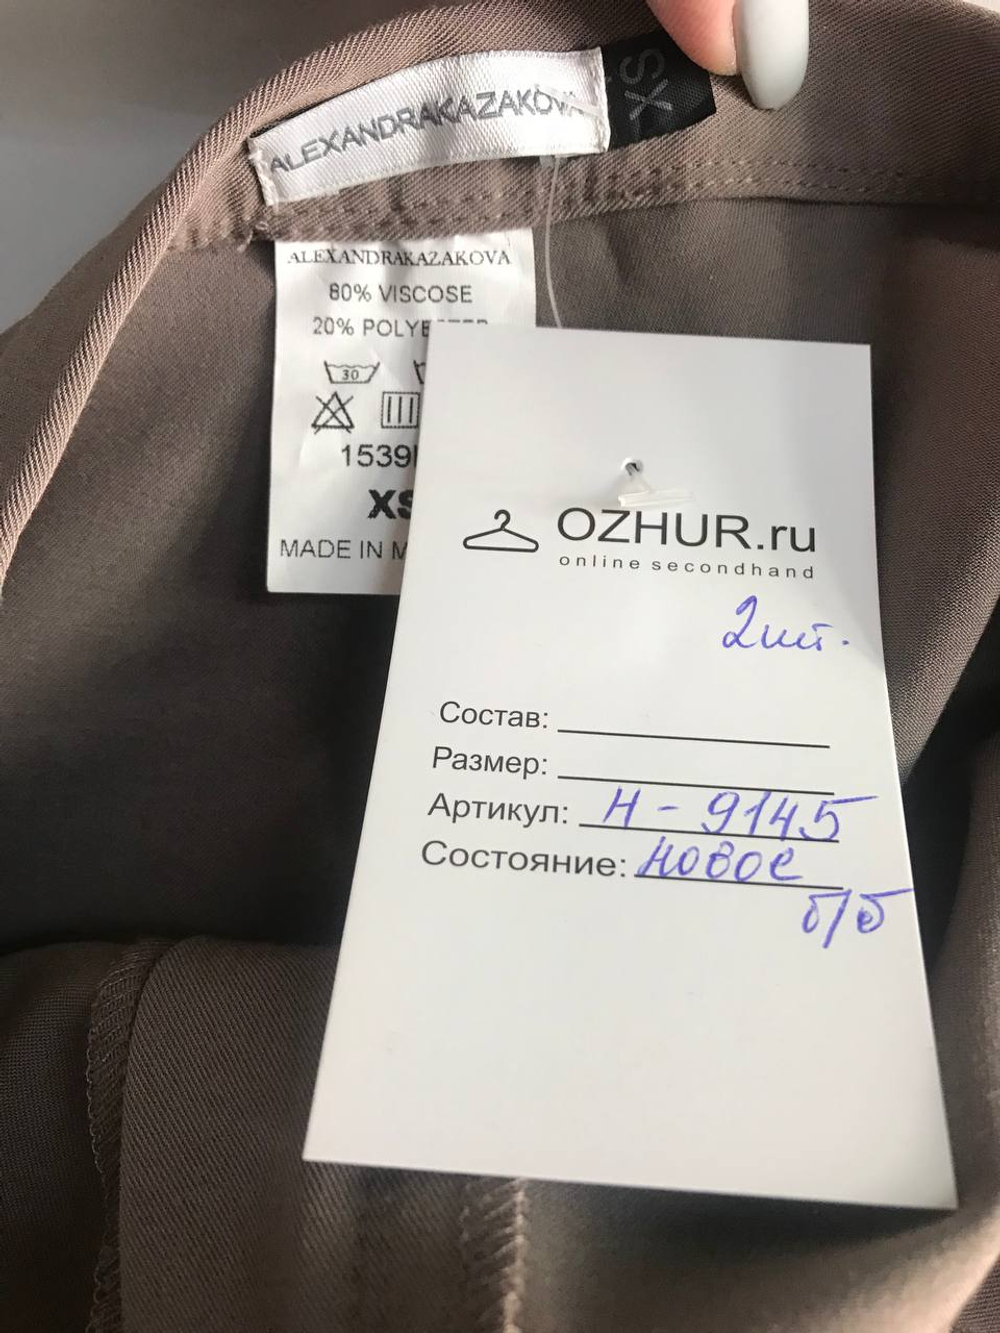 ALEXANDRAKAZAKOVA
XS
ALEXANDRAKAZAKOVA
80% VISCOSE
20% POLYE
30
1539
XS
MADE IN M
OZHUR.ru
online secondhand
2шт.
Состав:
Размер:
Артикул: Н-9145
Состояние: новое
б/б